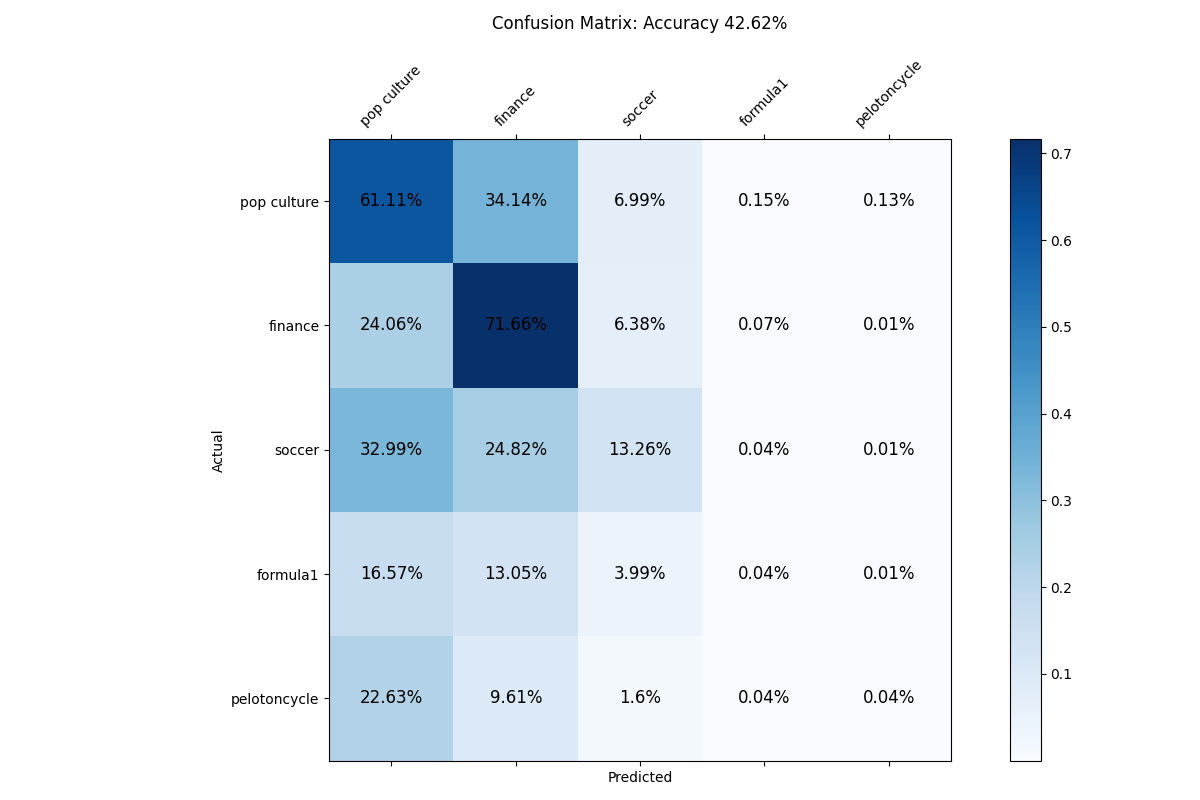 Confusion Matrix: Accuracy 42.62%
pop culture finance soccer formula1 pelotoncycle
pop culture 61.11% 34.14% 6.99% 0.15% 0.13% 0.7
0.6
finance 24.06% 71.66% 6.38% 0.07% 0.01% 0.5
0.4
Actual
soccer 32.99% 24.82% 13.26% 0.04% 0.01%
0.3
formula1 16.57% 13.05% 3.99% 0.04% 0.01%
0.2
pelotoncycle 22.63% 9.61% 1.6% 0.04% 0.04%
0.1
Predicted